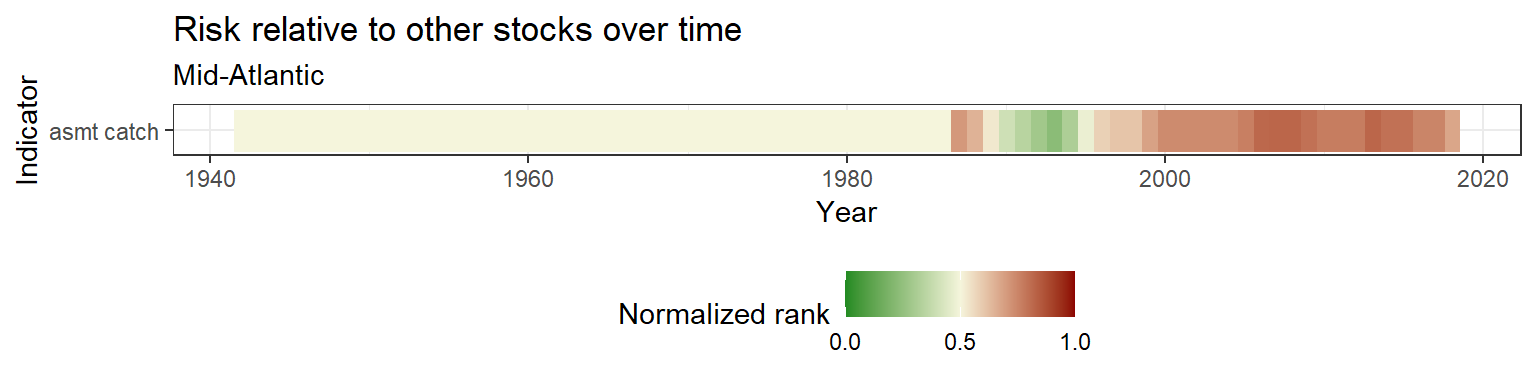 Risk relative to other stocks over time
Mid-Atlantic
Indicator
asmt catch
1940 1960 1980 2000 2020
Year
Normalized rank
0.0 0.5 1.0